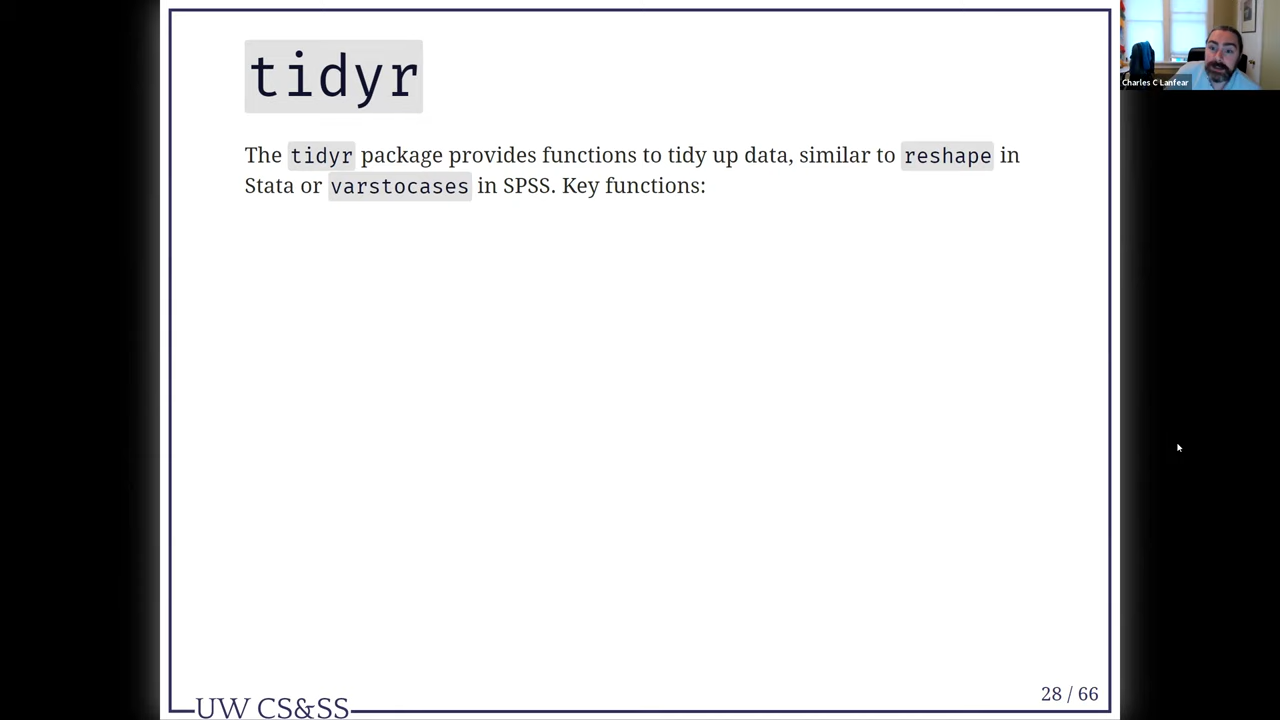 tidyr
The tidyr package provides functions to tidy up data, similar to reshape in
Stata or varstocases in SPSS. Key functions:
Charles C Lanfear
28 / 66
UW CS&SS